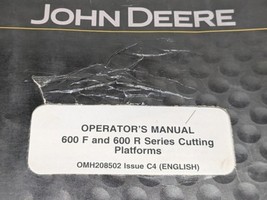 JOHN DEERE
OPERATOR'S MANUAL
600 F and 600 R Series Cutting
Platforms
OMH208502 Issue C4 (ENGLISH)